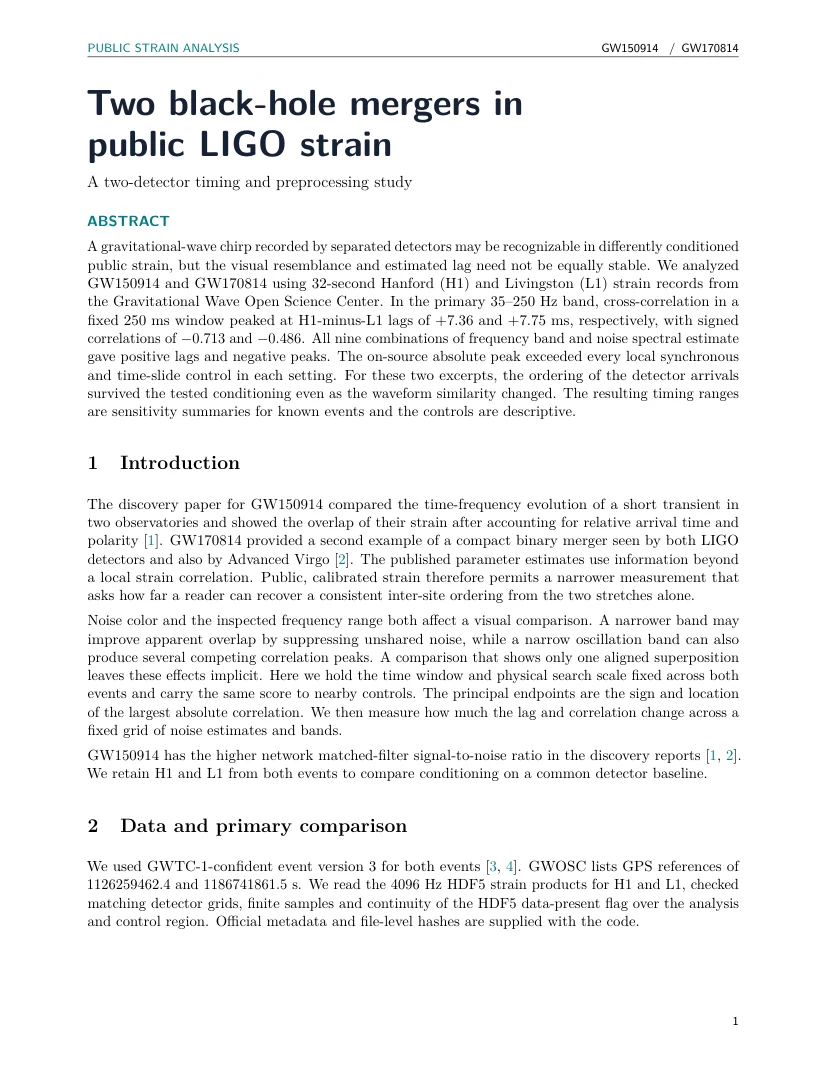 PUBLIC STRAIN ANALYSIS
GW150914 / GW170814
Two black-hole mergers in
public LIGO strain
A two-detector timing and preprocessing study
ABSTRACT
A gravitational-wave chirp recorded by separated detectors may be recognizable in differently conditioned
public strain, but the visual resemblance and estimated lag need not be equally stable. We analyzed
GW150914 and GW170814 using 32-second Hanford (H1) and Livingston (L1) strain records from
the Gravitational Wave Open Science Center. In the primary 35–250 Hz band, cross-correlation in a
fixed 250 ms window peaked at H1-minus-L1 lags of +7.36 and +7.75 ms, respectively, with signed
correlations of −0.713 and −0.486. All nine combinations of frequency band and noise spectral estimate
gave positive lags and negative peaks. The on-source absolute peak exceeded every local synchronous
and time-slide control in each setting. For these two excerpts, the ordering of the detector arrivals
survived the tested conditioning even as the waveform similarity changed. The resulting timing ranges
are sensitivity summaries for known events and the controls are descriptive.
1 Introduction
The discovery paper for GW150914 compared the time-frequency evolution of a short transient in
two observatories and showed the overlap of their strain after accounting for relative arrival time and
polarity [1]. GW170814 provided a second example of a compact binary merger seen by both LIGO
detectors and also by Advanced Virgo [2]. The published parameter estimates use information beyond
a local strain correlation. Public, calibrated strain therefore permits a narrower measurement that
asks how far a reader can recover a consistent inter-site ordering from the two stretches alone.
Noise color and the inspected frequency range both affect a visual comparison. A narrower band may
improve apparent overlap by suppressing unshared noise, while a narrow oscillation band can also
produce several competing correlation peaks. A comparison that shows only one aligned superposition
leaves these effects implicit. Here we hold the time window and physical search scale fixed across both
events and carry the same score to nearby controls. The principal endpoints are the sign and location
of the largest absolute correlation. We then measure how much the lag and correlation change across a
fixed grid of noise estimates and bands.
GW150914 has the higher network matched-filter signal-to-noise ratio in the discovery reports [1, 2].
We retain H1 and L1 from both events to compare conditioning on a common detector baseline.
2 Data and primary comparison
We used GWTC-1-confident event version 3 for both events [3, 4]. GWOSC lists GPS references of
1126259462.4 and 1186741861.5 s. We read the 4096 Hz HDF5 strain products for H1 and L1, checked
matching detector grids, finite samples and continuity of the HDF5 data-present flag over the analysis
and control region. Official metadata and file-level hashes are supplied with the code.
1